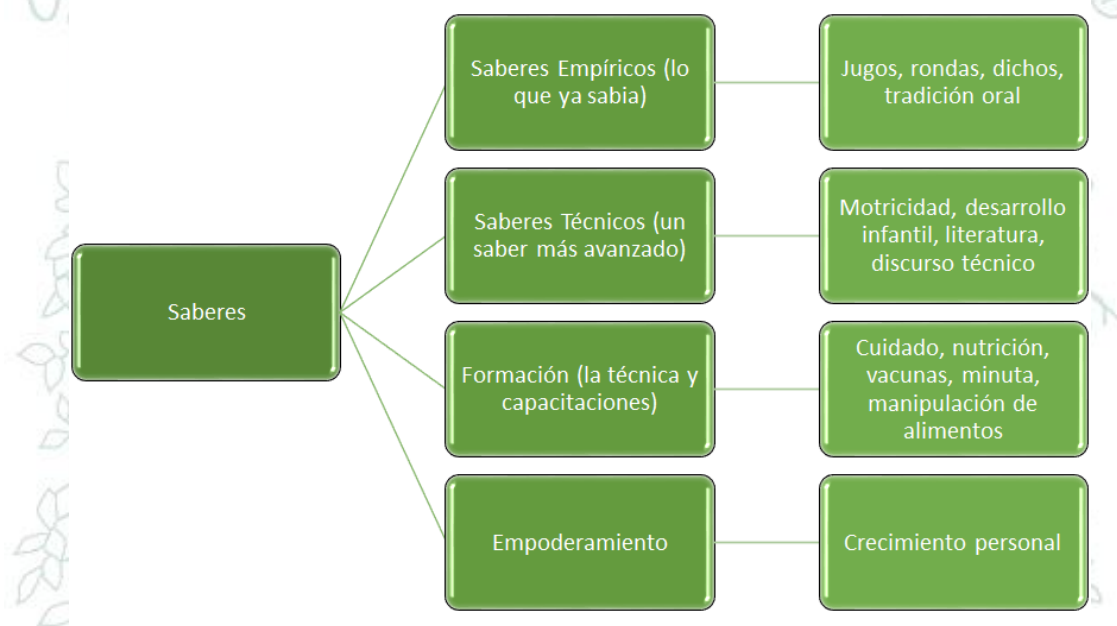 Saberes
Saberes Empíricos (lo
que ya sabia)
Jugos, rondas, dichos,
tradición oral
Saberes Técnicos (un
saber más avanzado)
Motricidad, desarrollo
infantil, literatura,
discurso técnico
Formación (la técnica y
capacitaciones)
Cuidado, nutrición,
vacunas, minuta,
manipulación de
alimentos
Empoderamiento
Crecimiento personal